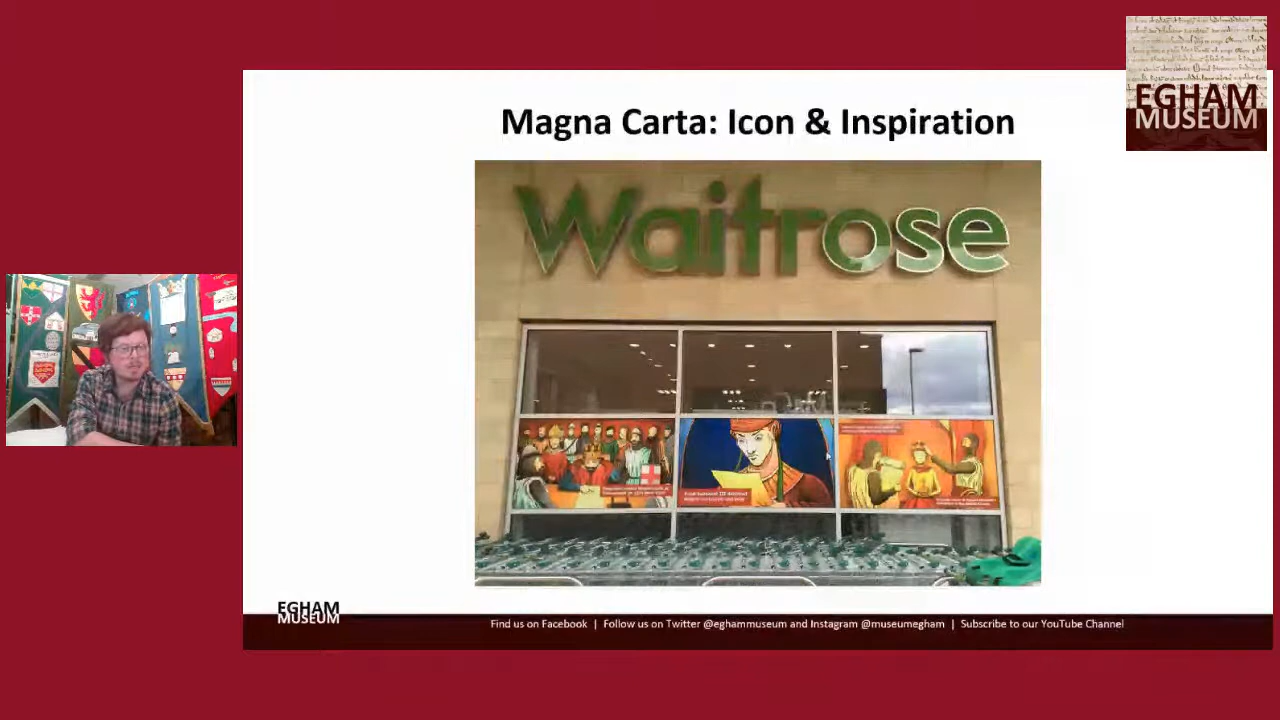 EGHAM
MUSEUM
Magna Carta: Icon & Inspiration
Waitrose
EGHAM
MUSEUM
Find us on Facebook | Follow us on Twitter @eghammuseum and Instagram @museumegham | Subscribe to our YouTube Channel